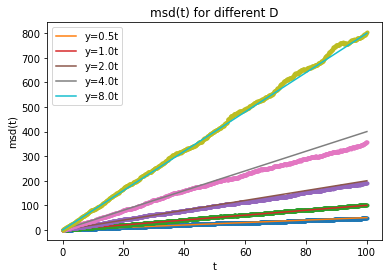 msd(t) for different D
y=0.5t
y=1.0t
y=2.0t
y=4.0t
y=8.0t
800
700
600
500
400
300
200
100
0
msd(t)
0 20 40 60 80 100
t